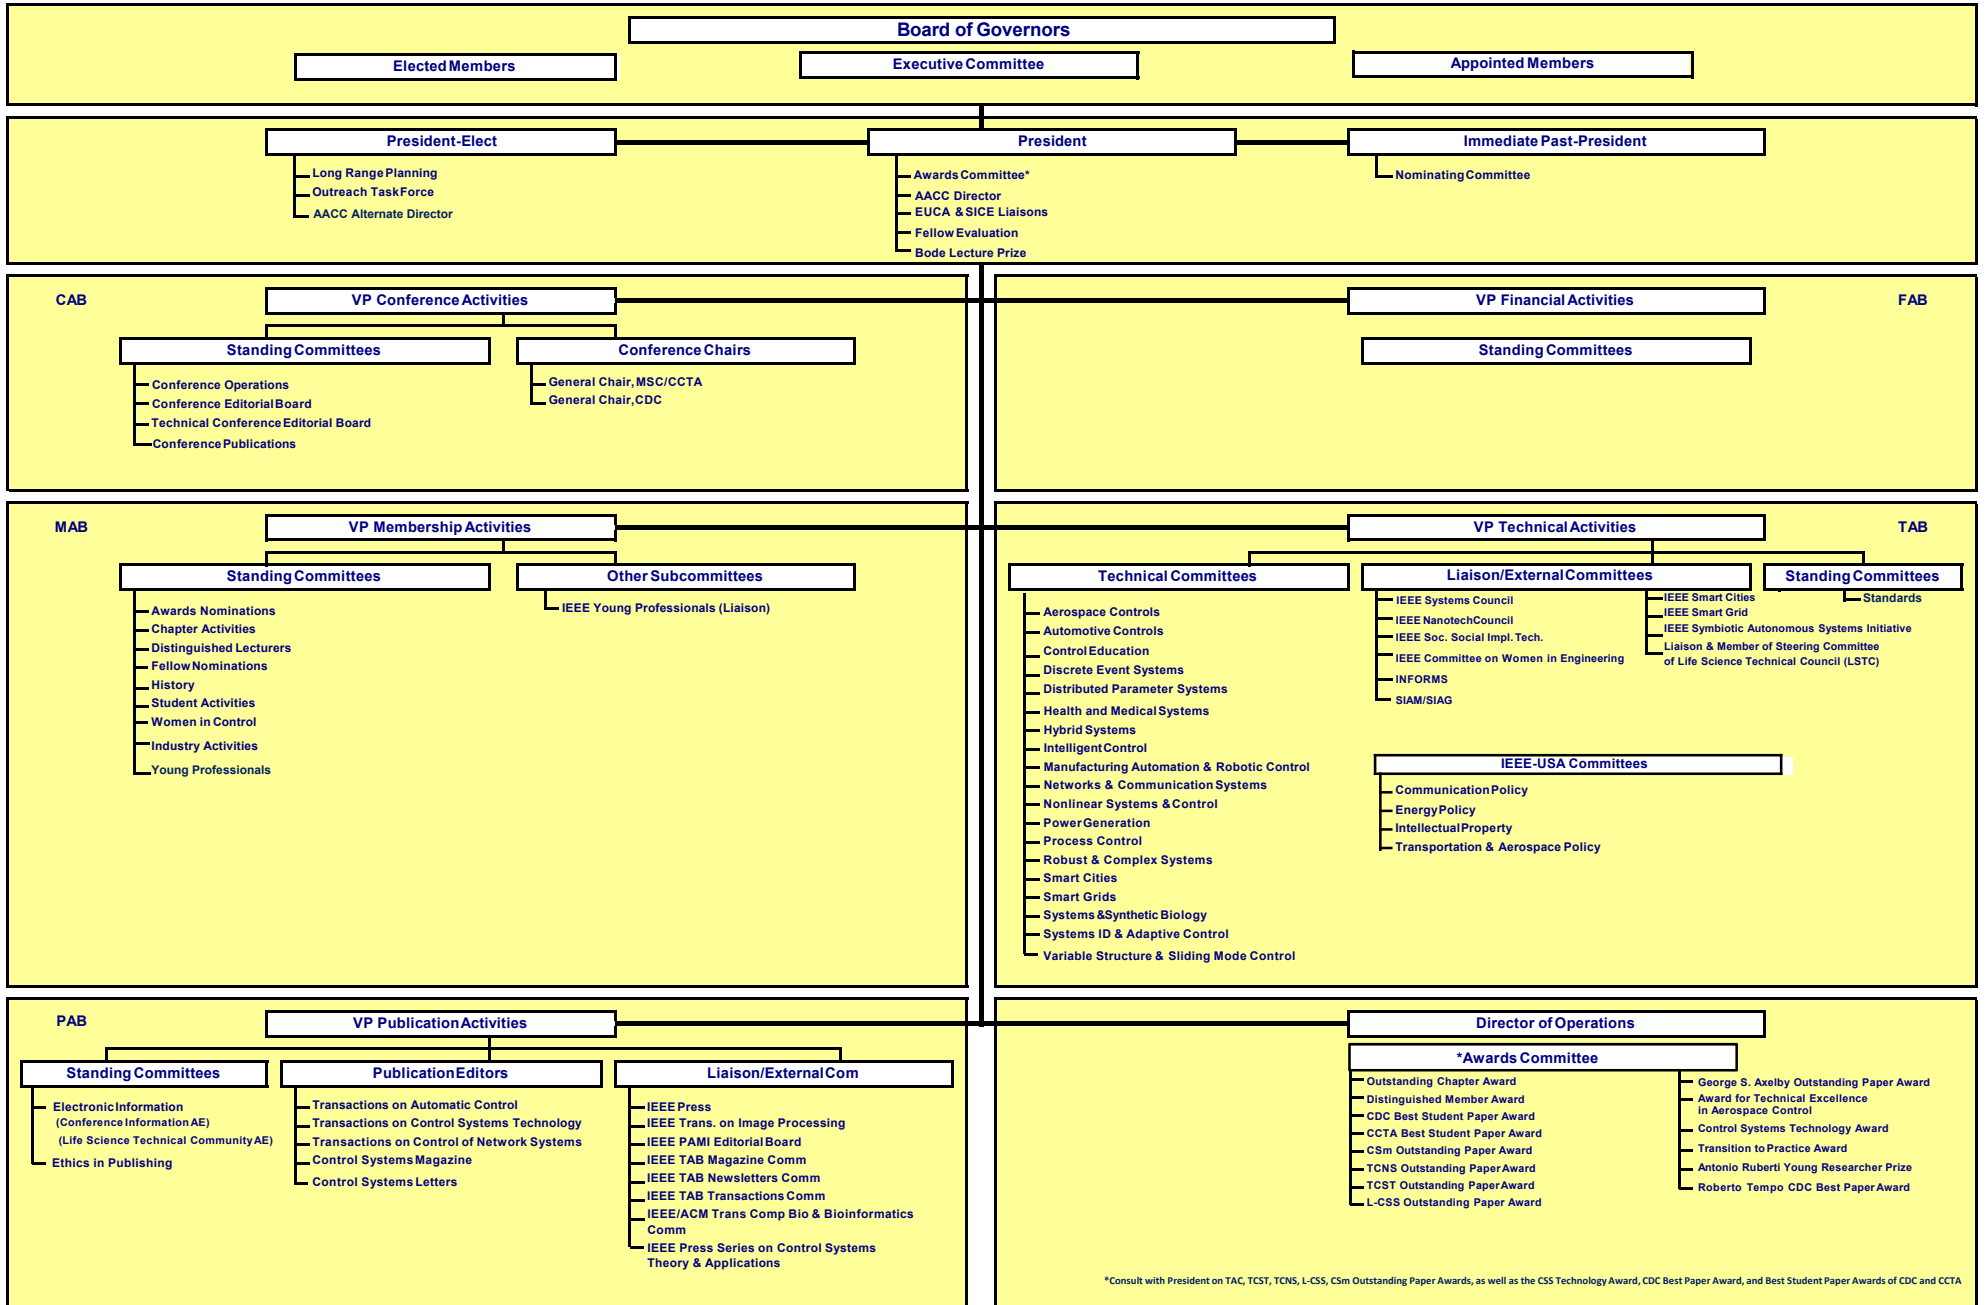 Board of Governors
Elected Members
Executive Committee
Appointed Members
President-Elect
Long Range Planning
Outreach Task Force
AACC Alternate Director
President
Awards Committee*
AACC Director
EUCA & SICE Liaisons
Fellow Evaluation
Bode Lecture Prize
Immediate Past-President
Nominating Committee
CAB
VP Conference Activities
Standing Committees
Conference Operations
Conference Editorial Board
Technical Conference Editorial Board
Conference Publications
Conference Chairs
General Chair, MSC/CCTA
General Chair, CDC
VP Financial Activities
FAB
Standing Committees
MAB
VP Membership Activities
Standing Committees
Awards Nominations
Chapter Activities
Distinguished Lecturers
Fellow Nominations
History
Student Activities
Women in Control
Industry Activities
Young Professionals
Other Subcommittees
IEEE Young Professionals (Liaison)
VP Technical Activities
TAB
Technical Committees
Aerospace Controls
Automotive Controls
Control Education
Discrete Event Systems
Distributed Parameter Systems
Health and Medical Systems
Hybrid Systems
Intelligent Control
Manufacturing Automation & Robotic Control
Networks & Communication Systems
Nonlinear Systems & Control
Power Generation
Process Control
Robust & Complex Systems
Smart Cities
Smart Grids
Systems & Synthetic Biology
Systems ID & Adaptive Control
Variable Structure & Sliding Mode Control
Liaison/External Committees
IEEE Systems Council
IEEE Nanotech Council
IEEE Soc. Social Impl. Tech.
IEEE Committee on Women in Engineering
INFORMS
SIAM/SIAG
IEEE Smart Cities
IEEE Smart Grid
IEEE Symbiotic Autonomous Systems Initiative
Liaison & Member of Steering Committee
of Life Science Technical Council (LSTC)
Standing Committees
Standards
IEEE-USA Committees
Communication Policy
Energy Policy
Intellectual Property
Transportation & Aerospace Policy
PAB
VP Publication Activities
Standing Committees
Electronic Information
(Conference Information AE)
(Life Science Technical Community AE)
Ethics in Publishing
Publication Editors
Transactions on Automatic Control
Transactions on Control Systems Technology
Transactions on Control of Network Systems
Control Systems Magazine
Control Systems Letters
Liaison/External Com
IEEE Press
IEEE Trans. on Image Processing
IEEE PAMI Editorial Board
IEEE TAB Magazine Comm
IEEE TAB Newsletters Comm
IEEE TAB Transactions Comm
IEEE/ACM Trans Comp Bio & Bioinformatics
Comm
IEEE Press Series on Control Systems
Theory & Applications
Director of Operations
*Awards Committee
Outstanding Chapter Award
Distinguished Member Award
CDC Best Student Paper Award
CCTA Best Student Paper Award
CSm Outstanding Paper Award
TCNS Outstanding Paper Award
TCST Outstanding Paper Award
L-CSS Outstanding Paper Award
George S. Axelby Outstanding Paper Award
Award for Technical Excellence
in Aerospace Control
Control Systems Technology Award
Transition to Practice Award
Antonio Ruberti Young Researcher Prize
Roberto Tempo CDC Best Paper Award
*Consult with President on TAC, TCST, TCNS, L-CSS, CSm Outstanding Paper Awards, as well as the CSS Technology Award, CDC Best Paper Award, and Best Student Paper Awards of CDC and CCTA